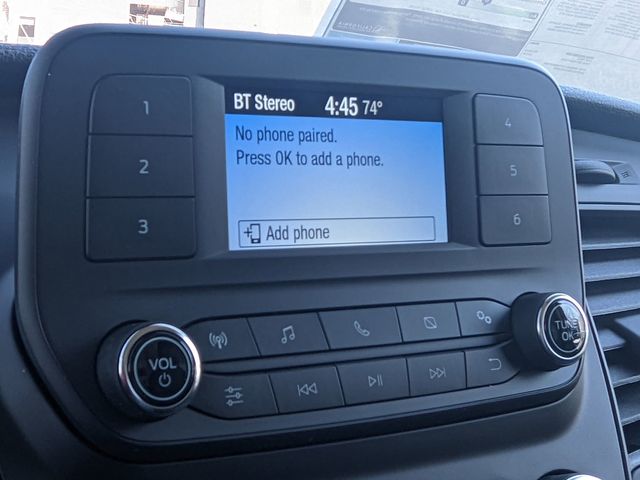 BT Stereo 4:45 74°
No phone paired.
Press OK to add a phone.
Add phone
1
2
3
4
5
6
VOL
TUNE
OK